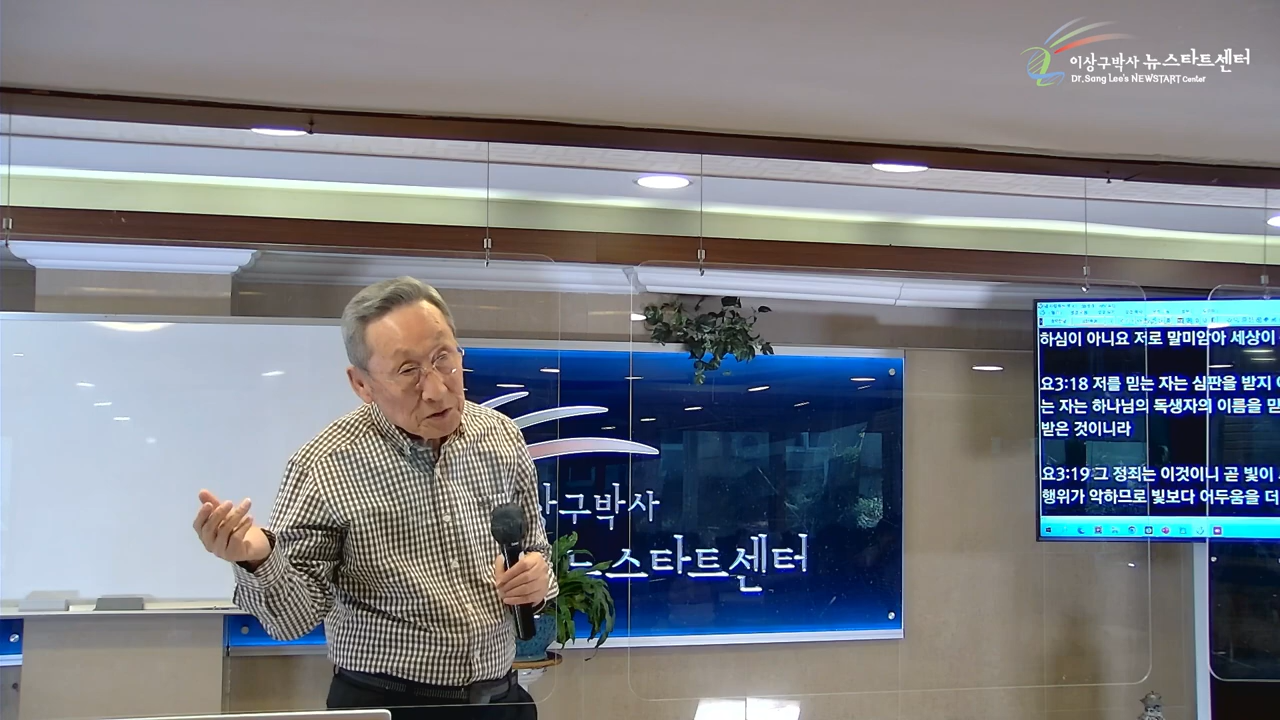 이상구박사 뉴스타트센터
Dr. Sang Lee's NEWSTART Center
상구박사
뉴스타트센터
하심이 아니요 저로 말미암아 세상이
요3:18 저를 믿는 자는 심판을 받지
는 자는 하나님의 독생자의 이름을 믿
받은 것이니라
요3:19 그 정죄는 이것이니 곧 빛이
행위가 악하므로 빛보다 어두움을 더